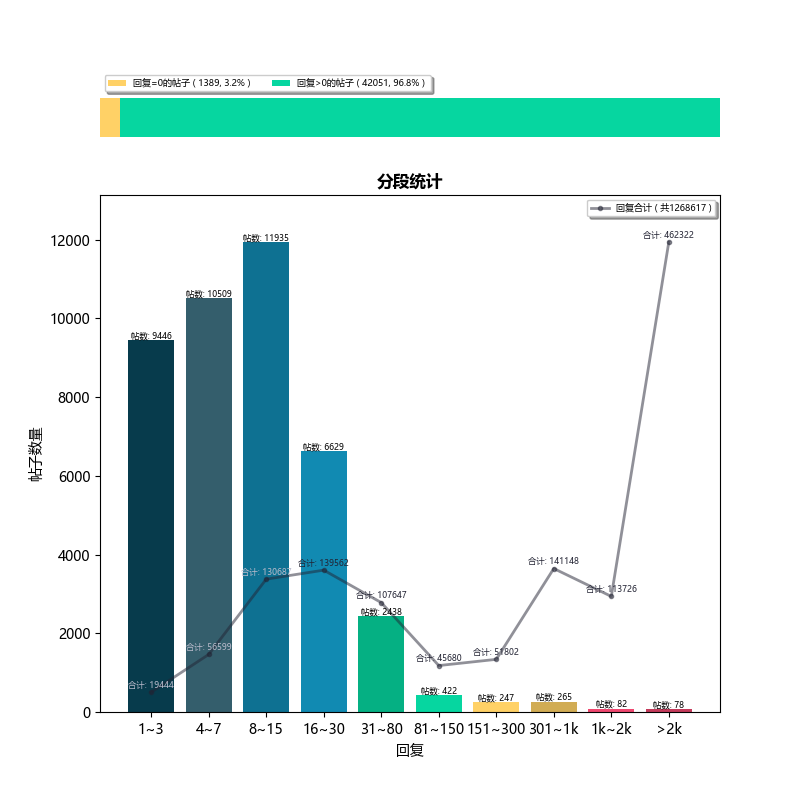 回复=0的帖子 ( 1389, 3.2% )
回复>0的帖子 ( 42051, 96.8% )
分段统计
回复合计 ( 共1268617 )
帖子数量
12000
10000
8000
6000
4000
2000
0
帖数: 9446
帖数: 10509
帖数: 11935
帖数: 6629
帖数: 2438
帖数: 422
帖数: 247
帖数: 265
帖数: 82
帖数: 78
合计: 19444
合计: 56599
合计: 130687
合计: 139562
合计: 107647
合计: 45680
合计: 51802
合计: 141148
合计: 113726
合计: 462322
1~3 4~7 8~15 16~30 31~80 81~150 151~300 301~1k 1k~2k >2k
回复